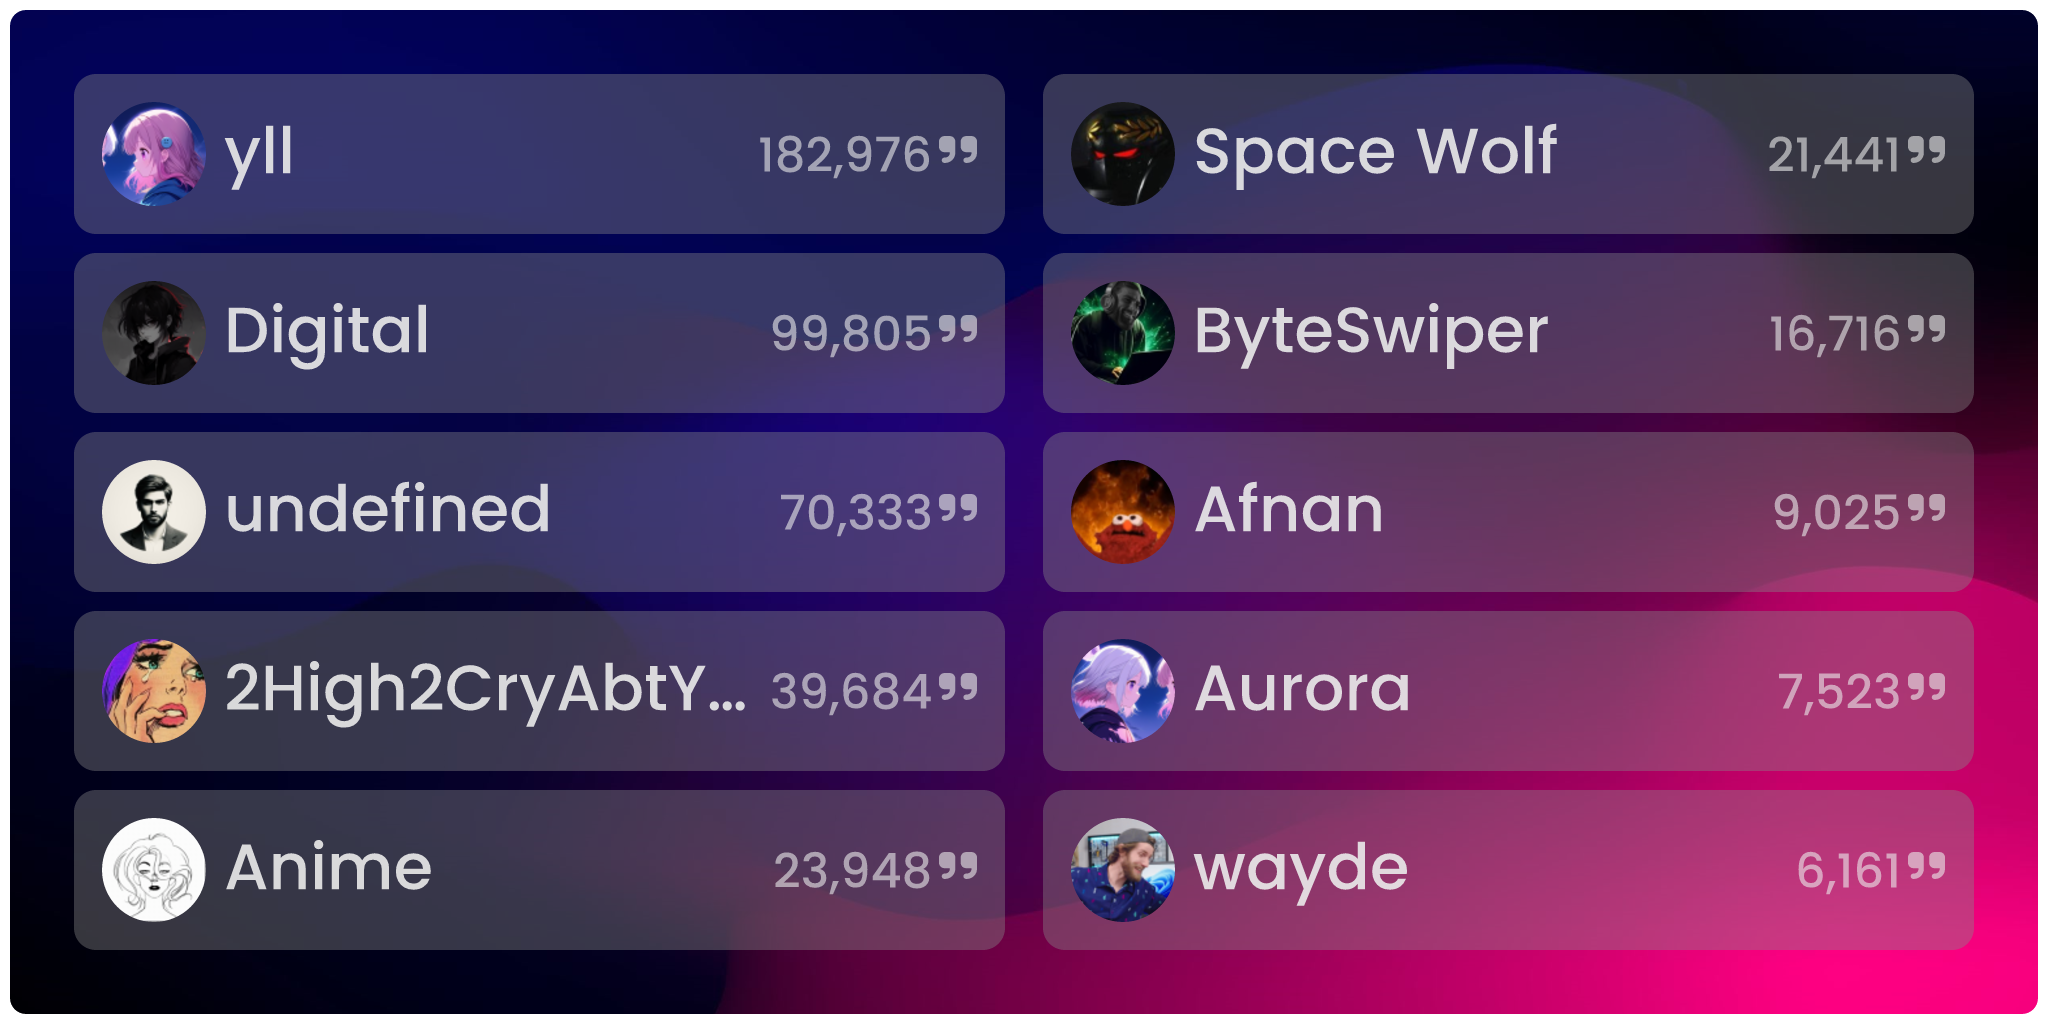 yll 182,976
Digital 99,805
undefined 70,333
2High2CryAbtY... 39,684
Anime 23,948
Space Wolf 21,441
ByteSwiper 16,716
Afnan 9,025
Aurora 7,523
wayde 6,161